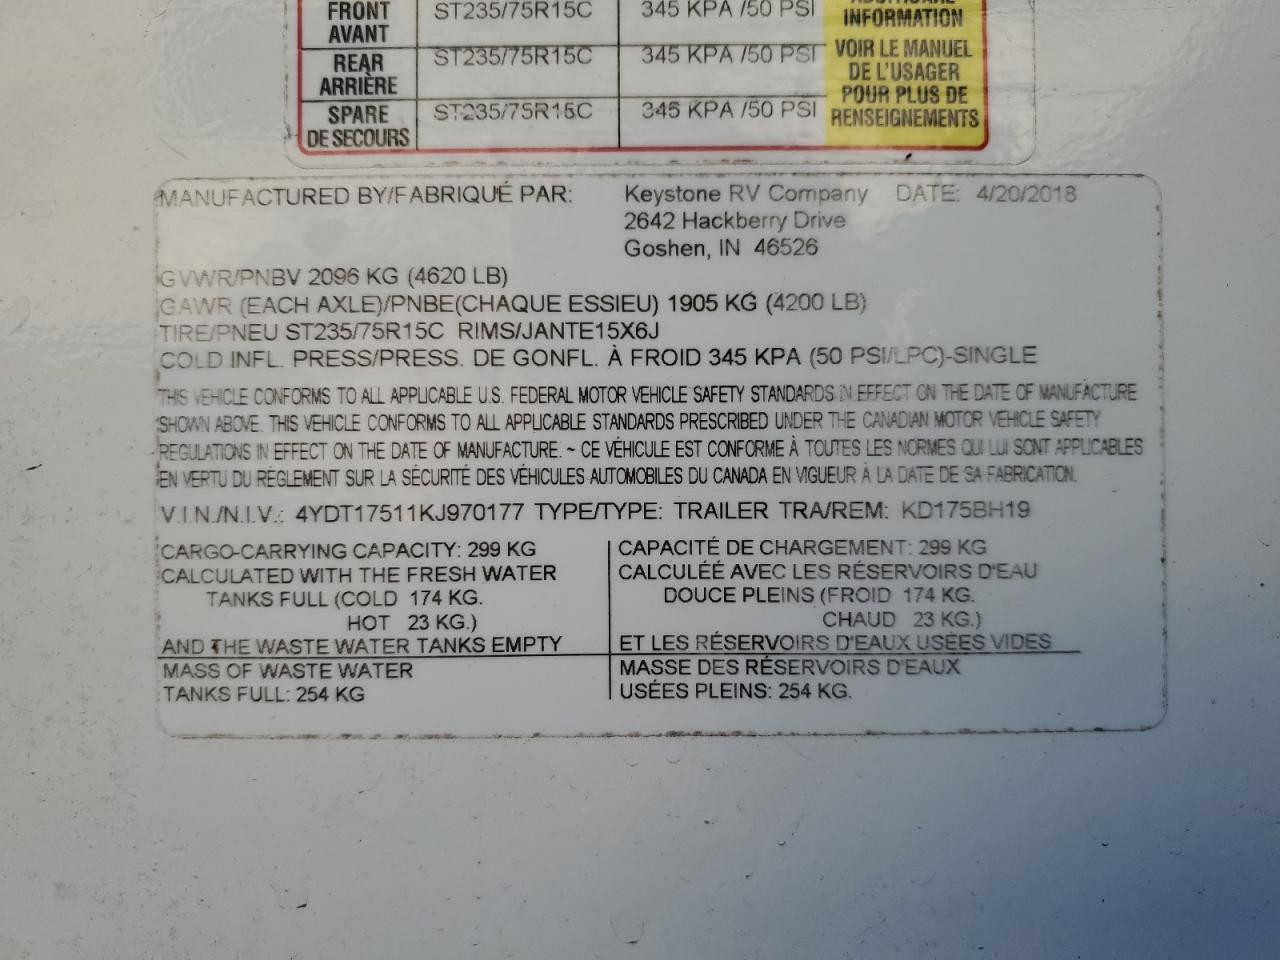 FRONT ST235/75R15C 345 KPA /50 PSI
AVANT
INFORMATION
REAR ST235/75R15C 345 KPA /50 PSI
ARRIÈRE
VOIR LE MANUEL
DE L'USAGER
POUR PLUS DE
RENSEIGNEMENTS
SPARE ST235/75R15C 345 KPA /50 PSI
DE SECOURS
MANUFACTURED BY/FABRIQUÉ PAR: Keystone RV Company DATE: 4/20/2018
2642 Hackberry Drive
Goshen, IN 46526
GVWR/PNBV 2096 KG (4620 LB)
GAWR (EACH AXLE)/PNBE(CHAQUE ESSIEU) 1905 KG (4200 LB)
TIRE/PNEU ST235/75R15C RIMS/JANTE15X6J
COLD INFL. PRESS/PRESS. DE GONFL. À FROID 345 KPA (50 PSI/LPC)-SINGLE
THIS VEHICLE CONFORMS TO ALL APPLICABLE U.S. FEDERAL MOTOR VEHICLE SAFETY STANDARDS IN EFFECT ON THE DATE OF MANUFACTURE
SHOWN ABOVE. THIS VEHICLE CONFORMS TO ALL APPLICABLE STANDARDS PRESCRIBED UNDER THE CANADIAN MOTOR VEHICLE SAFETY
REGULATIONS IN EFFECT ON THE DATE OF MANUFACTURE. ~ CE VÉHICULE EST CONFORME À TOUTES LES NORMES QUI LUI SONT APPLICABLES
EN VERTU DU RÉGLEMENT SUR LA SÉCURITÉ DES VÉHICULES AUTOMOBILES DU CANADA EN VIGUEUR À LA DATE DE SA FABRICATION.
V.I.N./N.I.V.: 4YDT17511KJ970177 TYPE/TYPE: TRAILER TRA/REM: KD175BH19
CARGO-CARRYING CAPACITY: 299 KG
CALCULATED WITH THE FRESH WATER
TANKS FULL (COLD 174 KG.
HOT 23 KG.)
AND THE WASTE WATER TANKS EMPTY
MASS OF WASTE WATER
TANKS FULL: 254 KG
CAPACITÉ DE CHARGEMENT: 299 KG
CALCULÉE AVEC LES RÉSERVOIRS D'EAU
DOUCE PLEINS (FROID 174 KG.
CHAUD 23 KG.)
ET LES RÉSERVOIRS D'EAUX USÉES VIDES
MASSE DES RÉSERVOIRS D'EAUX
USÉES PLEINS: 254 KG.